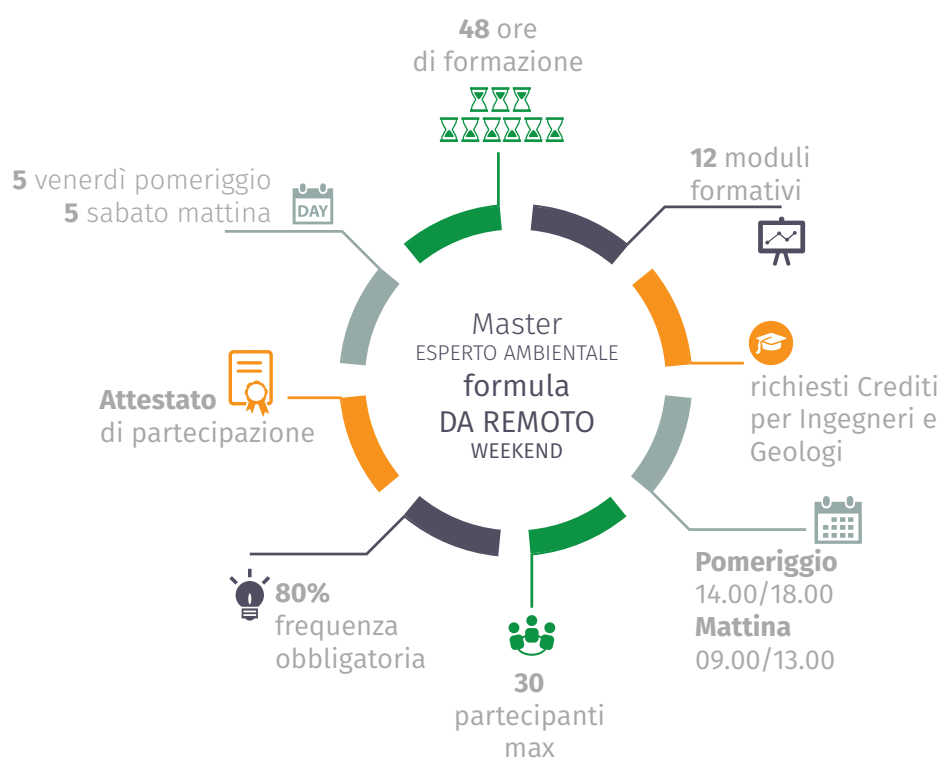 48 ore
di formazione
12 moduli
formativi
5 venerdì pomeriggio
5 sabato mattina
DAY
Master
ESPERTO AMBIENTALE
formula
DA REMOTO
WEEKEND
richiesti Crediti
per Ingegneri e
Geologi
Attestato
di partecipazione
Pomeriggio
14.00/18.00
Mattina
09.00/13.00
80%
frequenza
obbligatoria
30
partecipanti
max